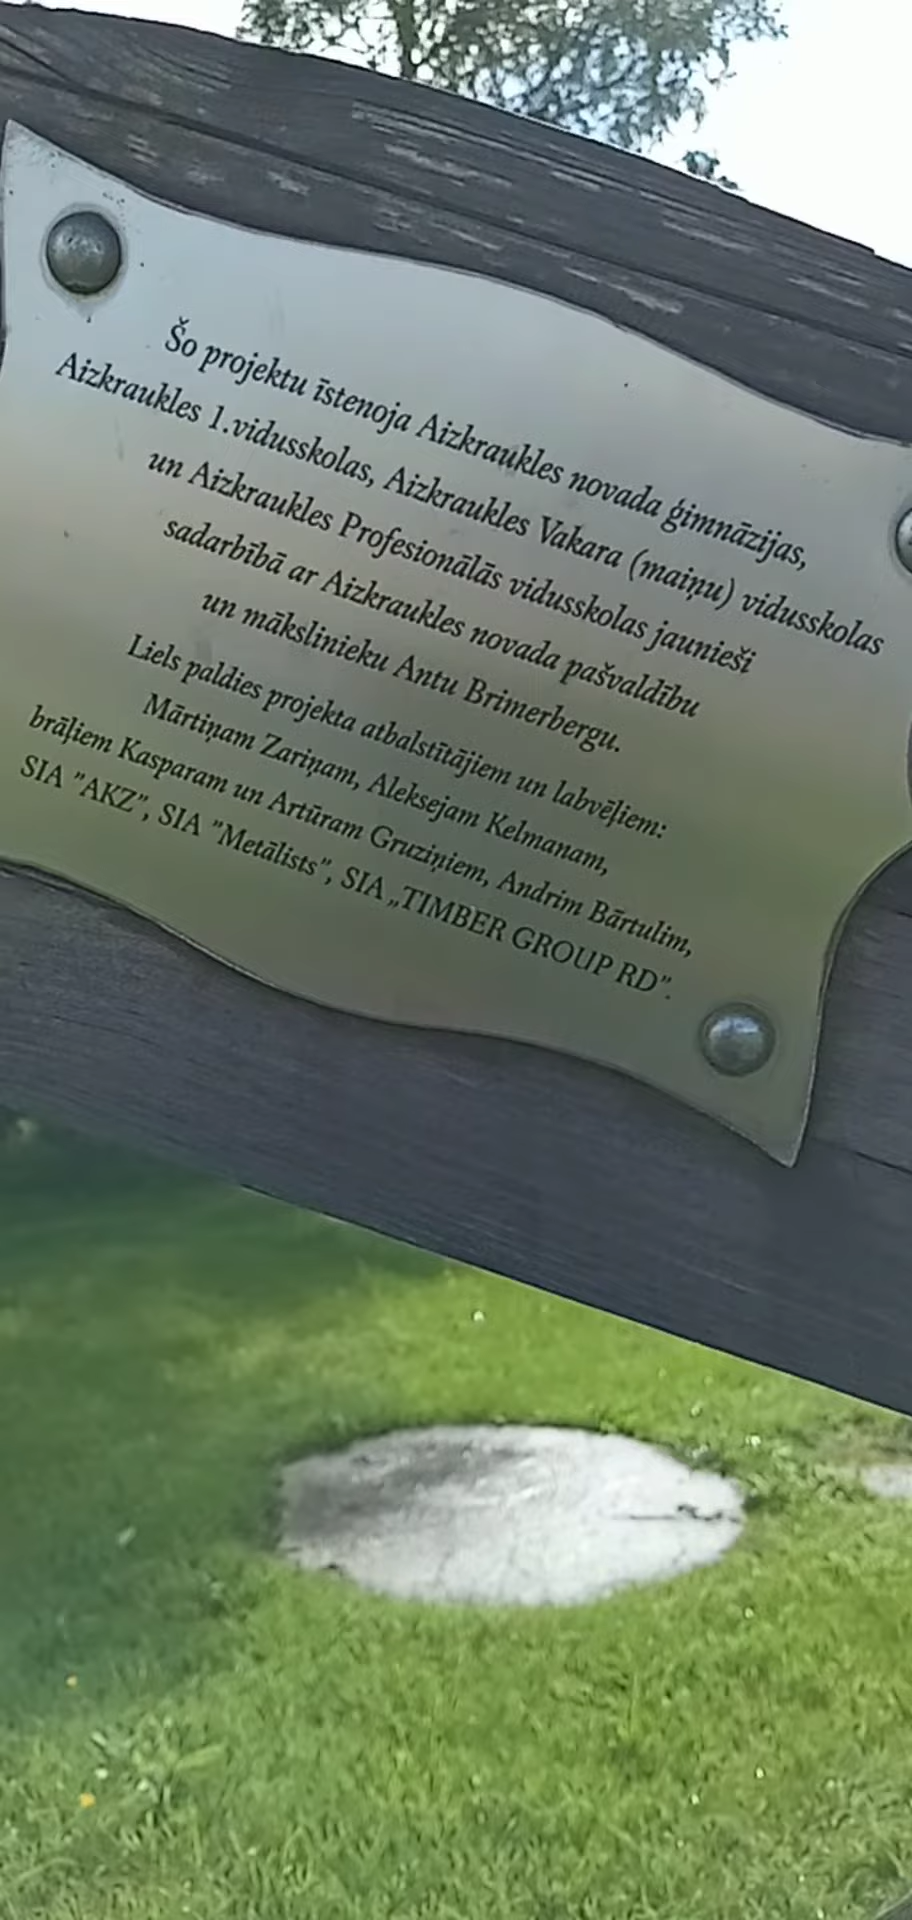 Šo projektu īstenoja Aizkraukles novada ģimnāzijas,
Aizkraukles 1.vidusskolas, Aizkraukles Vakara (maiņu) vidusskolas
un Aizkraukles Profesionālās vidusskolas jaunieši
sadarbībā ar Aizkraukles novada pašvaldību
un mākslinieku Antu Brimerbergu.
Liels paldies projekta atbalstītājiem un labvēļiem:
Mārtiņam Zariņam, Aleksejam Kelmanam,
brāļiem Kasparam un Artūram Gruziņiem, Andrim Bārtulim,
SIA "AKZ", SIA "Metālists", SIA „TIMBER GROUP RD”.